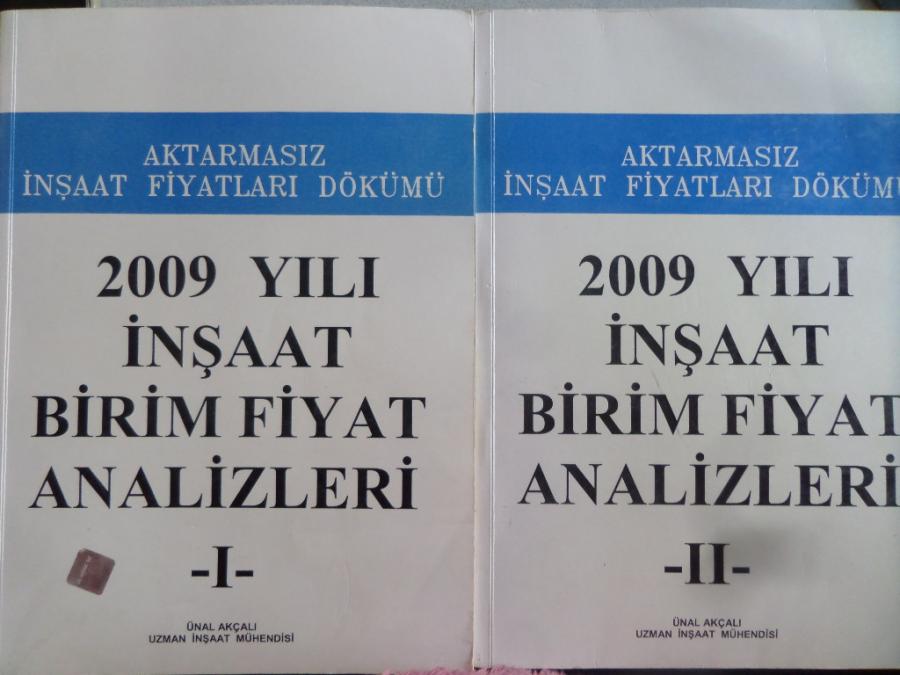 AKTARMASIZ
İNŞAAT FİYATLARI DÖKÜMÜ
2009 YILI
İNŞAAT
BİRİM FİYAT
ANALİZLERİ
-I-
ÜNAL AKÇALI
UZMAN İNŞAAT MÜHENDİSİ
AKTARMASIZ
İNŞAAT FİYATLARI DÖKÜMÜ
2009 YILI
İNŞAAT
BİRİM FİYAT
ANALİZLERİ
-II-
ÜNAL AKÇALI
UZMAN İNŞAAT MÜHENDİSİ